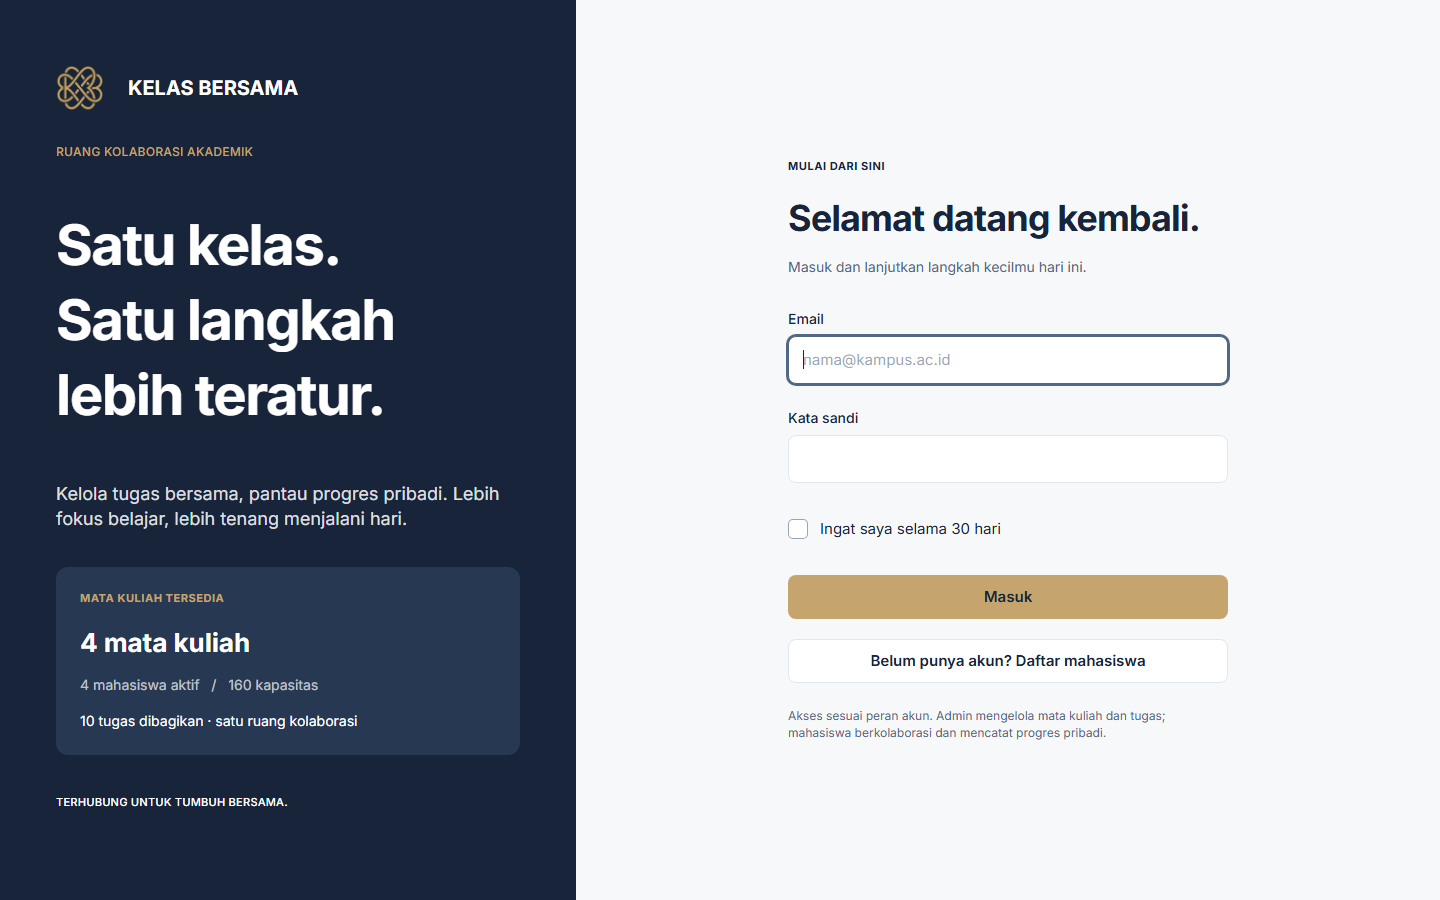 KELAS BERSAMA
RUANG KOLABORASI AKADEMIK
Satu kelas.
Satu langkah
lebih teratur.
Kelola tugas bersama, pantau progres pribadi. Lebih
fokus belajar, lebih tenang menjalani hari.
MATA KULIAH TERSEDIA
4 mata kuliah
4 mahasiswa aktif / 160 kapasitas
10 tugas dibagikan · satu ruang kolaborasi
TERHUBUNG UNTUK TUMBUH BERSAMA.
MULAI DARI SINI
Selamat datang kembali.
Masuk dan lanjutkan langkah kecilmu hari ini.
Email
nama@kampus.ac.id
Kata sandi
Ingat saya selama 30 hari
Masuk
Belum punya akun? Daftar mahasiswa
Akses sesuai peran akun. Admin mengelola mata kuliah dan tugas;
mahasiswa berkolaborasi dan mencatat progres pribadi.